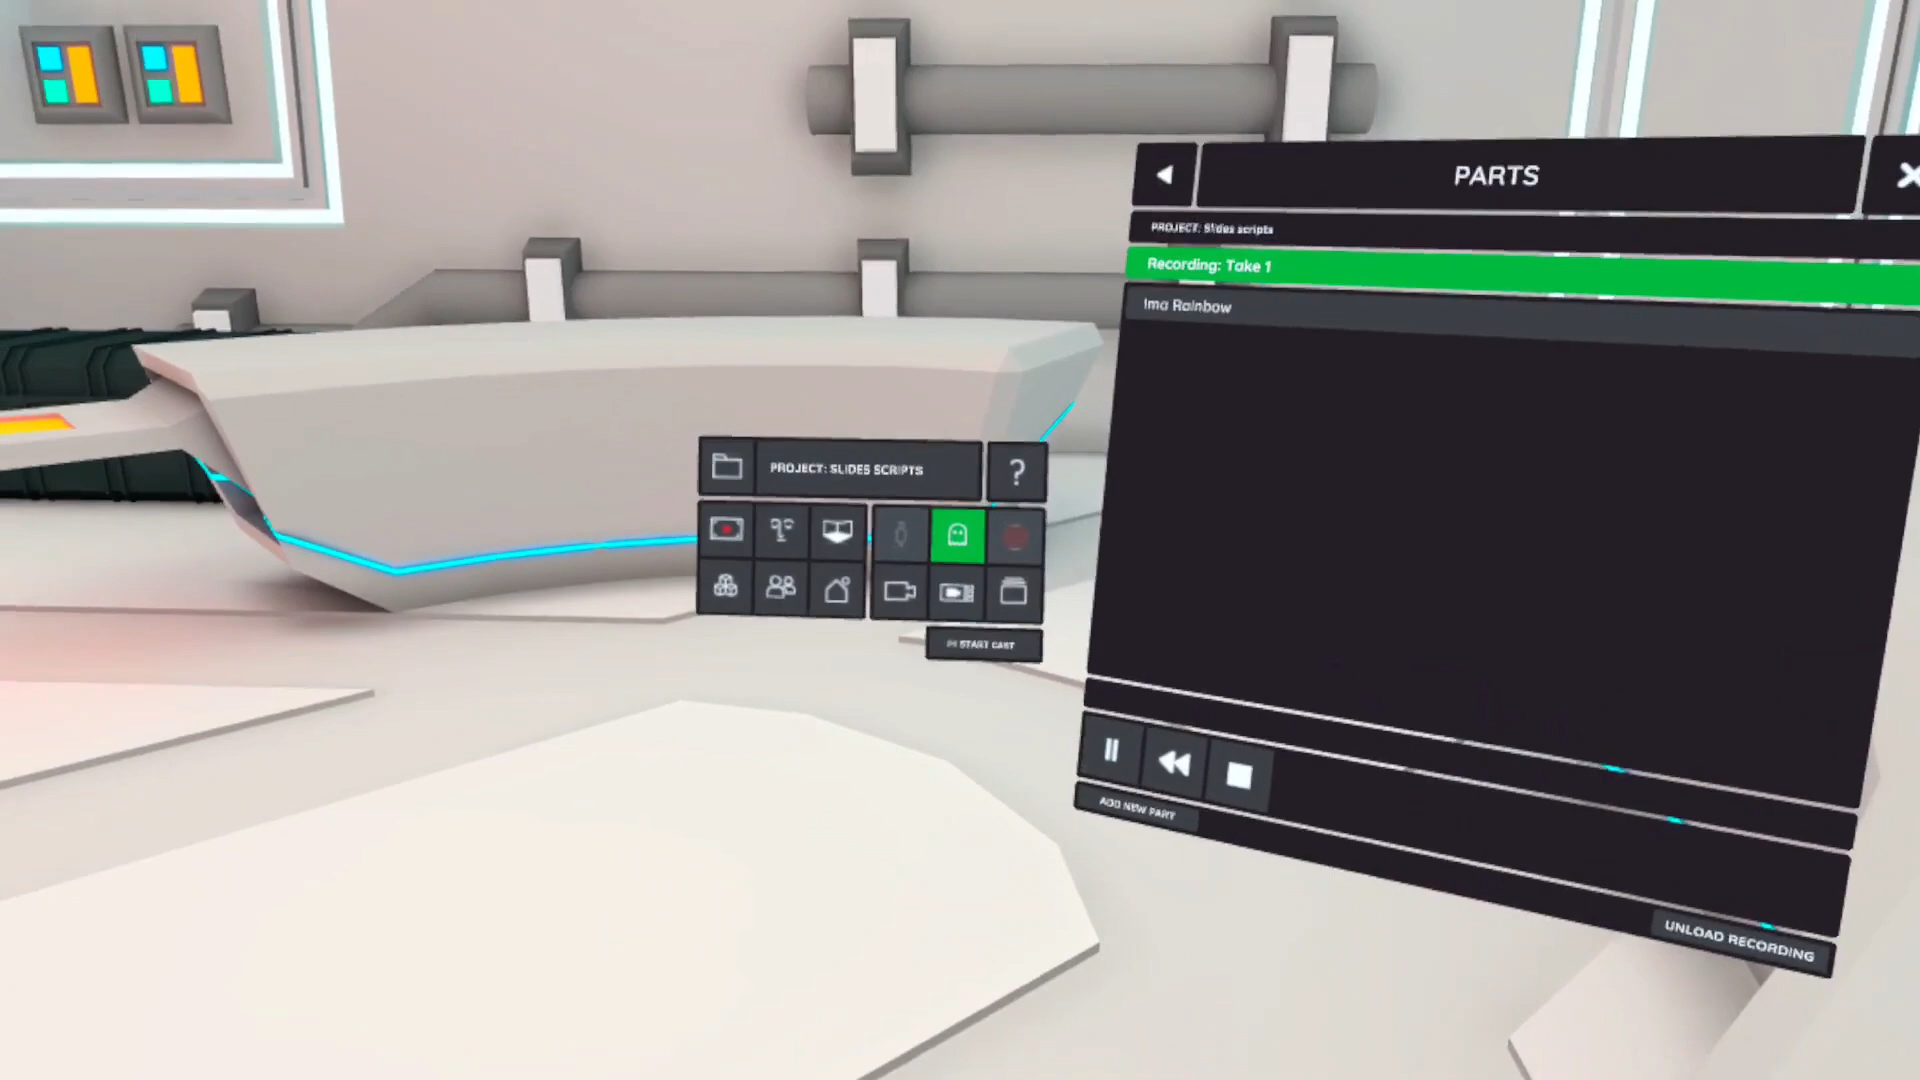 PARTS
PROJECT: Slides scripts
Recording: Take 1
Ima Rainbow
PROJECT: SLIDES SCRIPTS
?
START CAST
ADD NEW PART
UNLOAD RECORDING